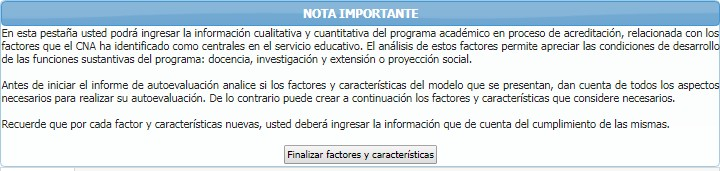 NOTA IMPORTANTE
En esta pestaña usted podrá ingresar la información cualitativa y cuantitativa del programa académico en proceso de acreditación, relacionada con los
factores que el CNA ha identificado como centrales en el servicio educativo. El análisis de estos factores permite apreciar las condiciones de desarrollo
de las funciones sustantivas del programa: docencia, investigación y extensión o proyección social.
Antes de iniciar el informe de autoevaluación analice si los factores y características del modelo que se presentan, dan cuenta de todos los aspectos
necesarios para realizar su autoevaluación. De lo contrario puede crear a continuación los factores y características que considere necesarios.
Recuerde que por cada factor y características nuevas, usted deberá ingresar la información que de cuenta del cumplimiento de las mismas.
Finalizar factores y características